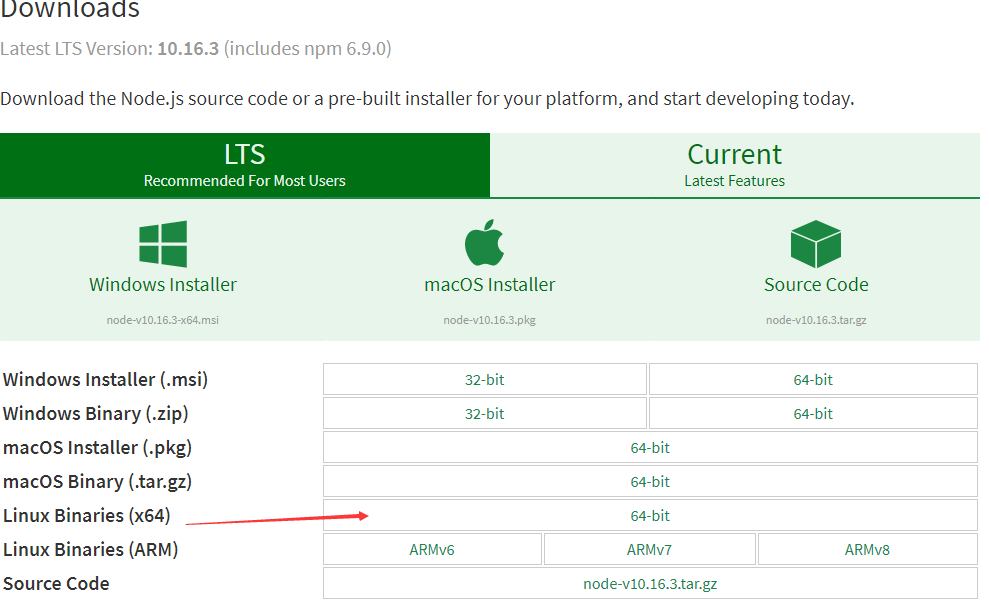 Downloads
Latest LTS Version: 10.16.3 (includes npm 6.9.0)
Download the Node.js source code or a pre-built installer for your platform, and start developing today.
LTS
Recommended For Most Users
Current
Latest Features
Windows Installer
node-v10.16.3-x64.msi
macOS Installer
node-v10.16.3.pkg
Source Code
node-v10.16.3.tar.gz
Windows Installer (.msi) 32-bit 64-bit
Windows Binary (.zip) 32-bit 64-bit
macOS Installer (.pkg) 64-bit
macOS Binary (.tar.gz) 64-bit
Linux Binaries (x64) 64-bit
Linux Binaries (ARM) ARMv6 ARMv7 ARMv8
Source Code node-v10.16.3.tar.gz